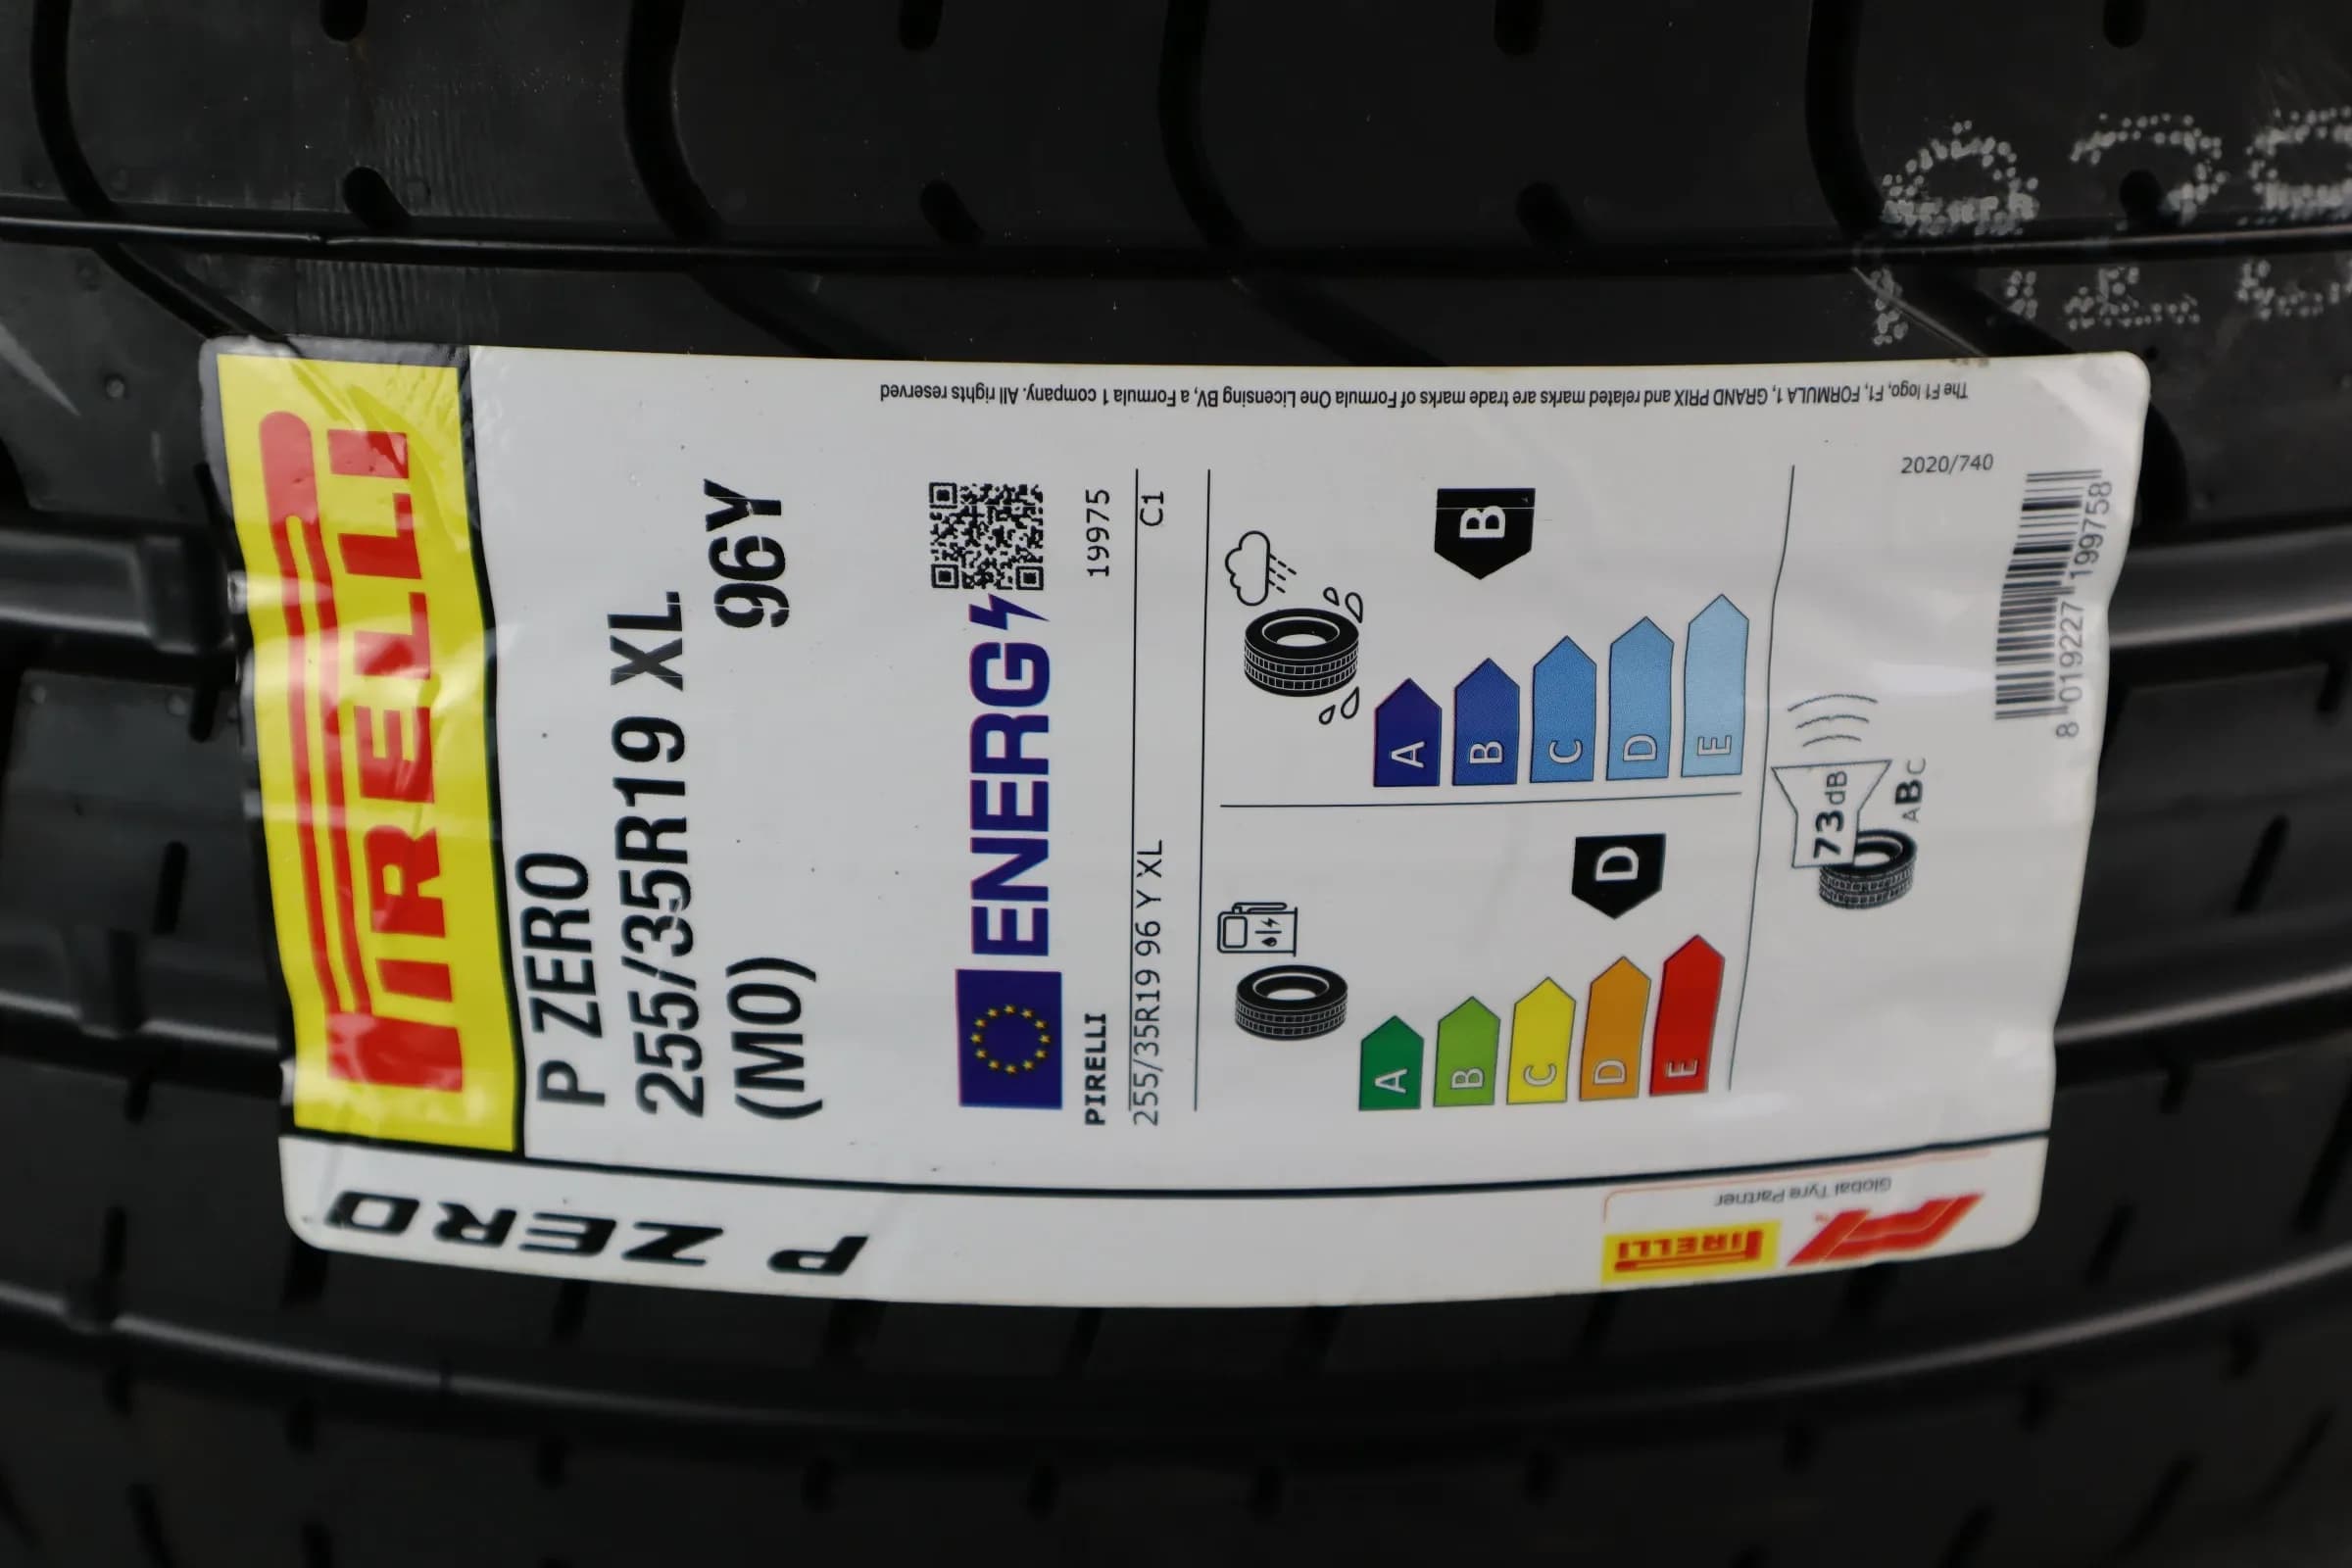 PIRELLI
P ZERO
255/35R19 XL
(MO) 96Y
ENERG
PIRELLI 19975
255/35R19 96 Y XL C1
A
B
C
D
E
D
A
B
C
D
E
B
73dB
ABC
2020/740
8 019227 199758
The F1 logo, F1, FORMULA 1, GRAND PRIX and related marks are trade marks of Formula One Licensing BV, a Formula 1 company. All rights reserved
P ZERO
PIRELLI
F1
TM
Global Tyre Partner